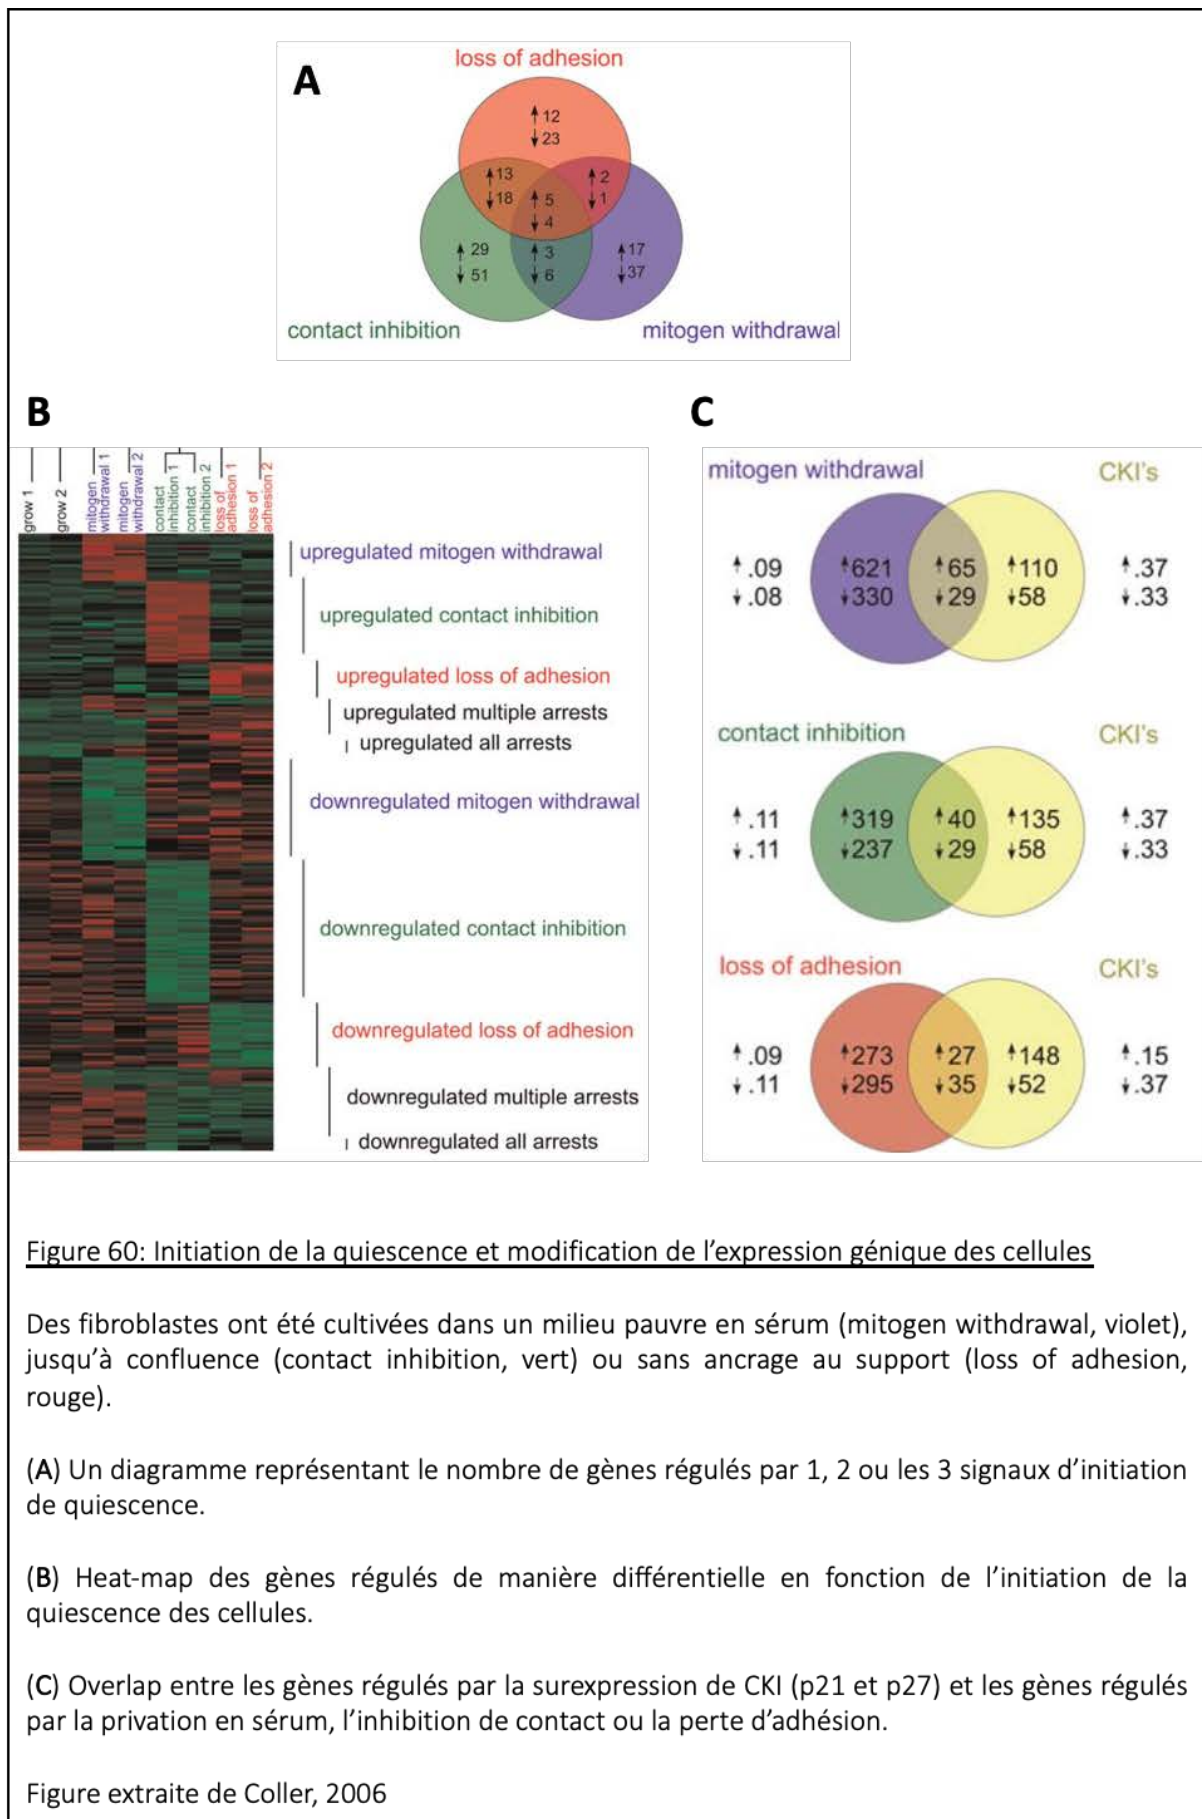 A
loss of adhesion
↑ 12
↓ 23
↑ 13
↓ 18
↑ 5
↓ 4
↑ 2
↓ 1
↑ 29
↓ 51
↑ 3
↓ 6
↑ 17
↓ 37
contact inhibition
mitogen withdrawal
B
grow 1
grow 2
mitogen
withdrawal 1
mitogen
withdrawal 2
contact
inhibition 1
contact
inhibition 2
loss of
adhesion 1
loss of
adhesion 2
upregulated mitogen withdrawal
upregulated contact inhibition
upregulated loss of adhesion
upregulated multiple arrests
upregulated all arrests
downregulated mitogen withdrawal
downregulated contact inhibition
downregulated loss of adhesion
downregulated multiple arrests
downregulated all arrests
C
mitogen withdrawal CKI's
↑.09 ↑621 ↑65 ↑110 ↑.37
↓.08 ↓330 ↓29 ↓58 ↓.33
contact inhibition CKI's
↑.11 ↑319 ↑40 ↑135 ↑.37
↓.11 ↓237 ↓29 ↓58 ↓.33
loss of adhesion CKI's
↑.09 ↑273 ↑27 ↑148 ↑.15
↓.11 ↓295 ↓35 ↓52 ↓.37
Figure 60: Initiation de la quiescence et modification de l'expression génique des cellules
Des fibroblastes ont été cultivées dans un milieu pauvre en sérum (mitogen withdrawal, violet),
jusqu'à confluence (contact inhibition, vert) ou sans ancrage au support (loss of adhesion,
rouge).
(A) Un diagramme représentant le nombre de gènes régulés par 1, 2 ou les 3 signaux d'initiation
de quiescence.
(B) Heat-map des gènes régulés de manière différentielle en fonction de l'initiation de la
quiescence des cellules.
(C) Overlap entre les gènes régulés par la surexpression de CKI (p21 et p27) et les gènes régulés
par la privation en sérum, l'inhibition de contact ou la perte d'adhésion.
Figure extraite de Coller, 2006